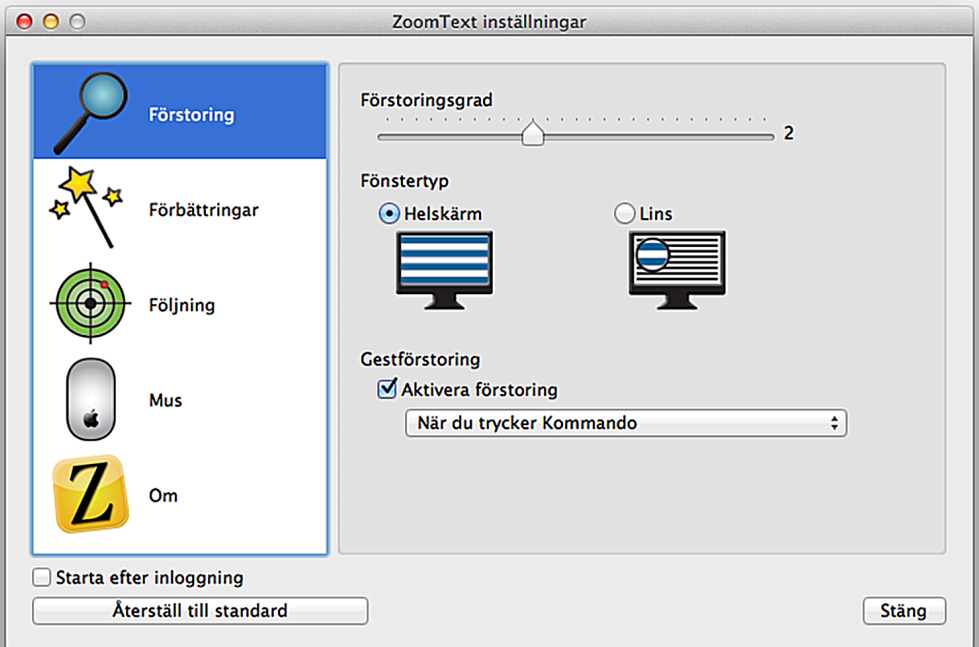 ZoomText inställningar
Förstoring
Förbättringar
Följning
Mus
Z
Om
Förstoringsgrad
2
Fönstertyp
Helskärm
Lins
Gestförstoring
Aktivera förstoring
När du trycker Kommando
Starta efter inloggning
Återställ till standard
Stäng